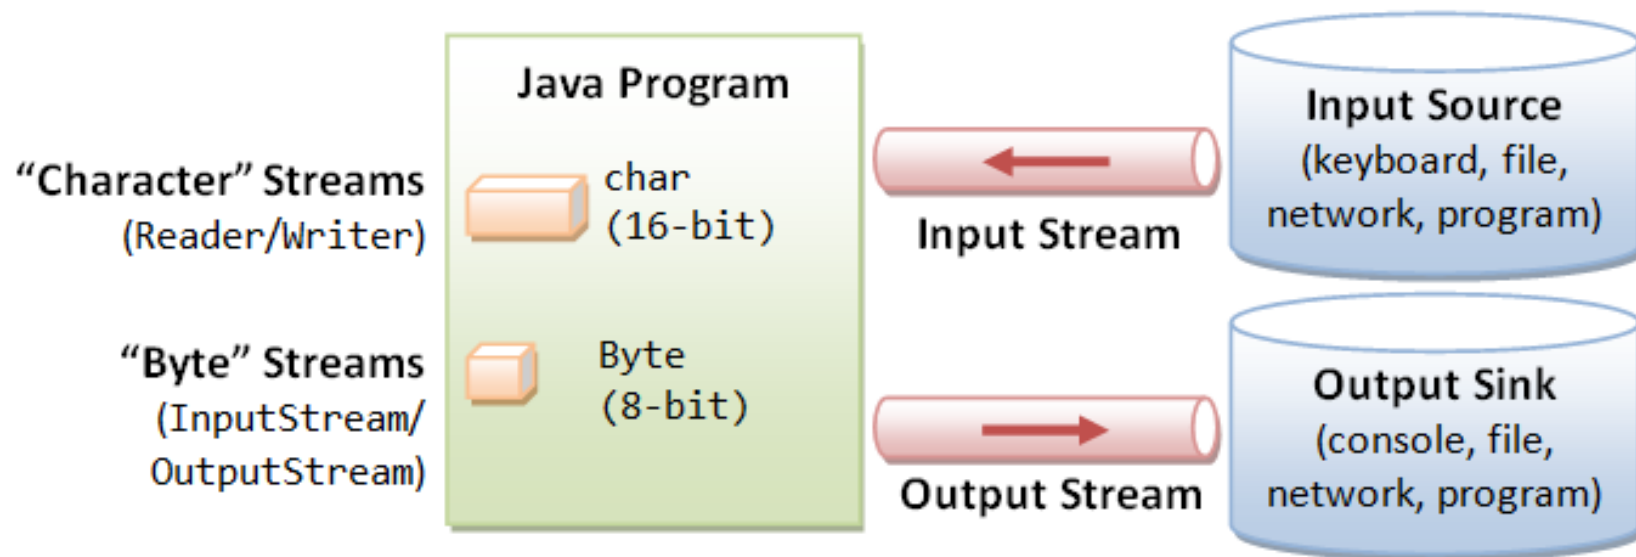 “Character” Streams
(Reader/Writer)
“Byte” Streams
(InputStream/
OutputStream)
Java Program
char
(16-bit)
Byte
(8-bit)
Input Stream
Output Stream
Input Source
(keyboard, file,
network, program)
Output Sink
(console, file,
network, program)